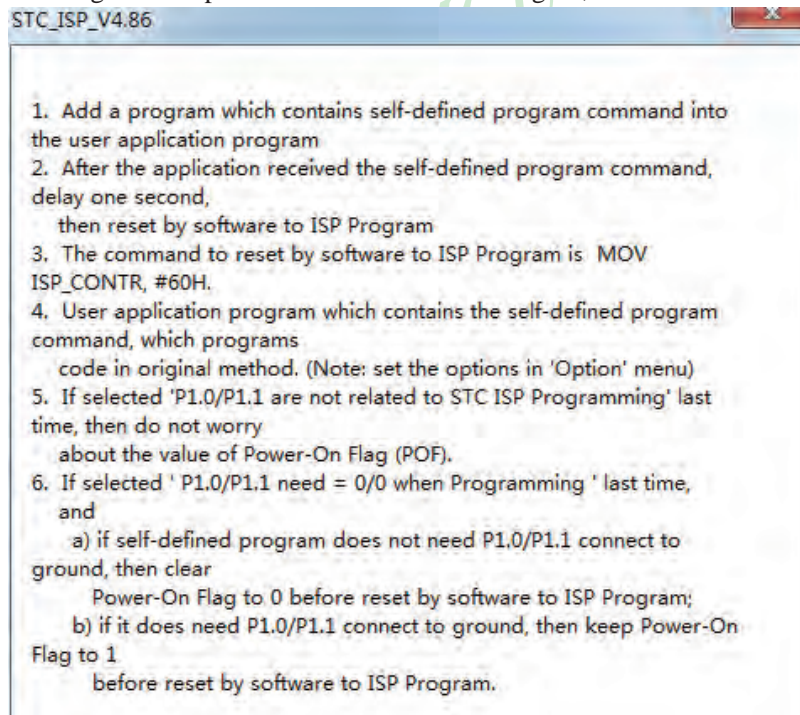 STC_ISP_V4.86
1. Add a program which contains self-defined program command into
the user application program
2. After the application received the self-defined program command,
delay one second,
then reset by software to ISP Program
3. The command to reset by software to ISP Program is MOV
ISP_CONTR, #60H.
4. User application program which contains the self-defined program
command, which programs
code in original method. (Note: set the options in 'Option' menu)
5. If selected 'P1.0/P1.1 are not related to STC ISP Programming' last
time, then do not worry
about the value of Power-On Flag (POF).
6. If selected ' P1.0/P1.1 need = 0/0 when Programming ' last time,
and
a) if self-defined program does not need P1.0/P1.1 connect to
ground, then clear
Power-On Flag to 0 before reset by software to ISP Program;
b) if it does need P1.0/P1.1 connect to ground, then keep Power-On
Flag to 1
before reset by software to ISP Program.